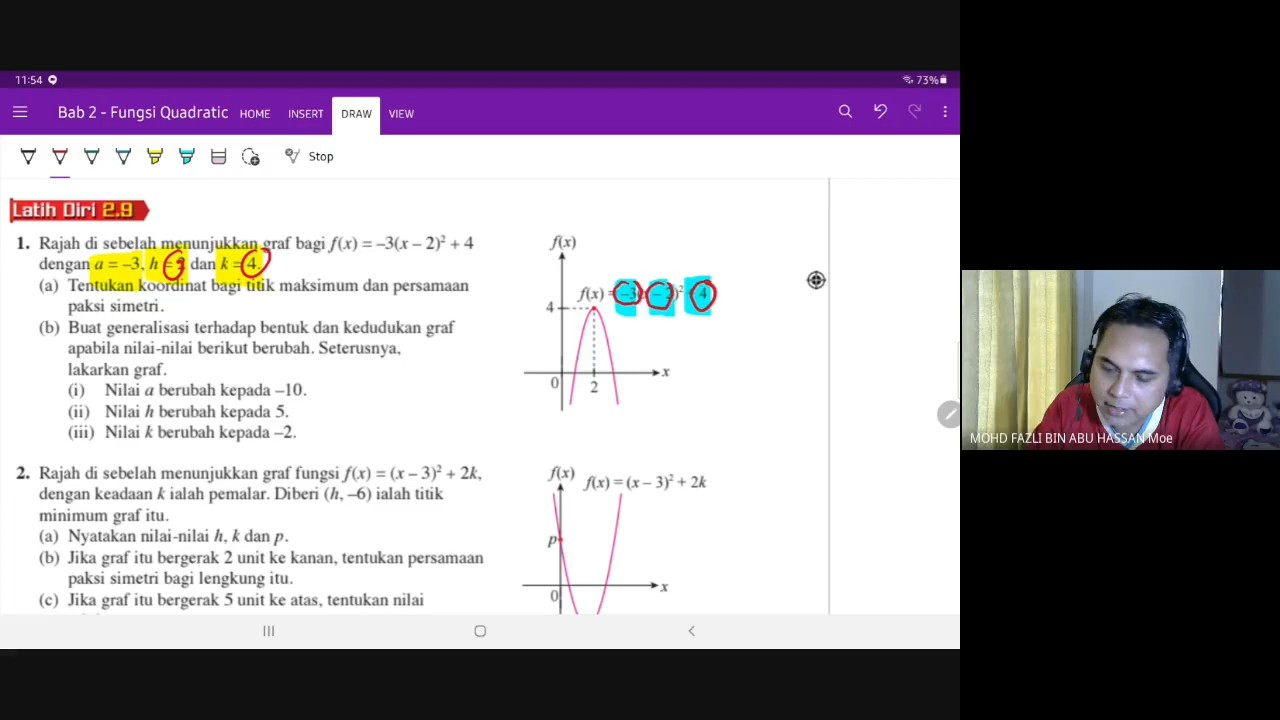 11:54
73%
Bab 2 - Fungsi Quadratic HOME INSERT DRAW VIEW
Stop
Latih Diri 2.9
1. Rajah di sebelah menunjukkan graf bagi f(x) = –3(x – 2)² + 4
dengan a = –3, h = 2 dan k = 4.
(a) Tentukan koordinat bagi titik maksimum dan persamaan
paksi simetri.
(b) Buat generalisasi terhadap bentuk dan kedudukan graf
apabila nilai-nilai berikut berubah. Seterusnya,
lakarkan graf.
(i) Nilai a berubah kepada –10.
(ii) Nilai h berubah kepada 5.
(iii) Nilai k berubah kepada –2.
f(x)
f(x) = –3(x – 2)² + 4
4
0
2
x
2. Rajah di sebelah menunjukkan graf fungsi f(x) = (x – 3)² + 2k,
dengan keadaan k ialah pemalar. Diberi (h, –6) ialah titik
minimum graf itu.
(a) Nyatakan nilai-nilai h, k dan p.
(b) Jika graf itu bergerak 2 unit ke kanan, tentukan persamaan
paksi simetri bagi lengkung itu.
(c) Jika graf itu bergerak 5 unit ke atas, tentukan nilai
f(x)
f(x) = (x – 3)² + 2k
p
0
x
MOHD FAZLI BIN ABU HASSAN Moe